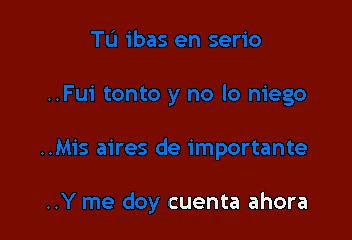 Tú ibas en serio
..Fui tonto y no lo niego
..Mis aires de importante
..Y me doy cuenta ahora